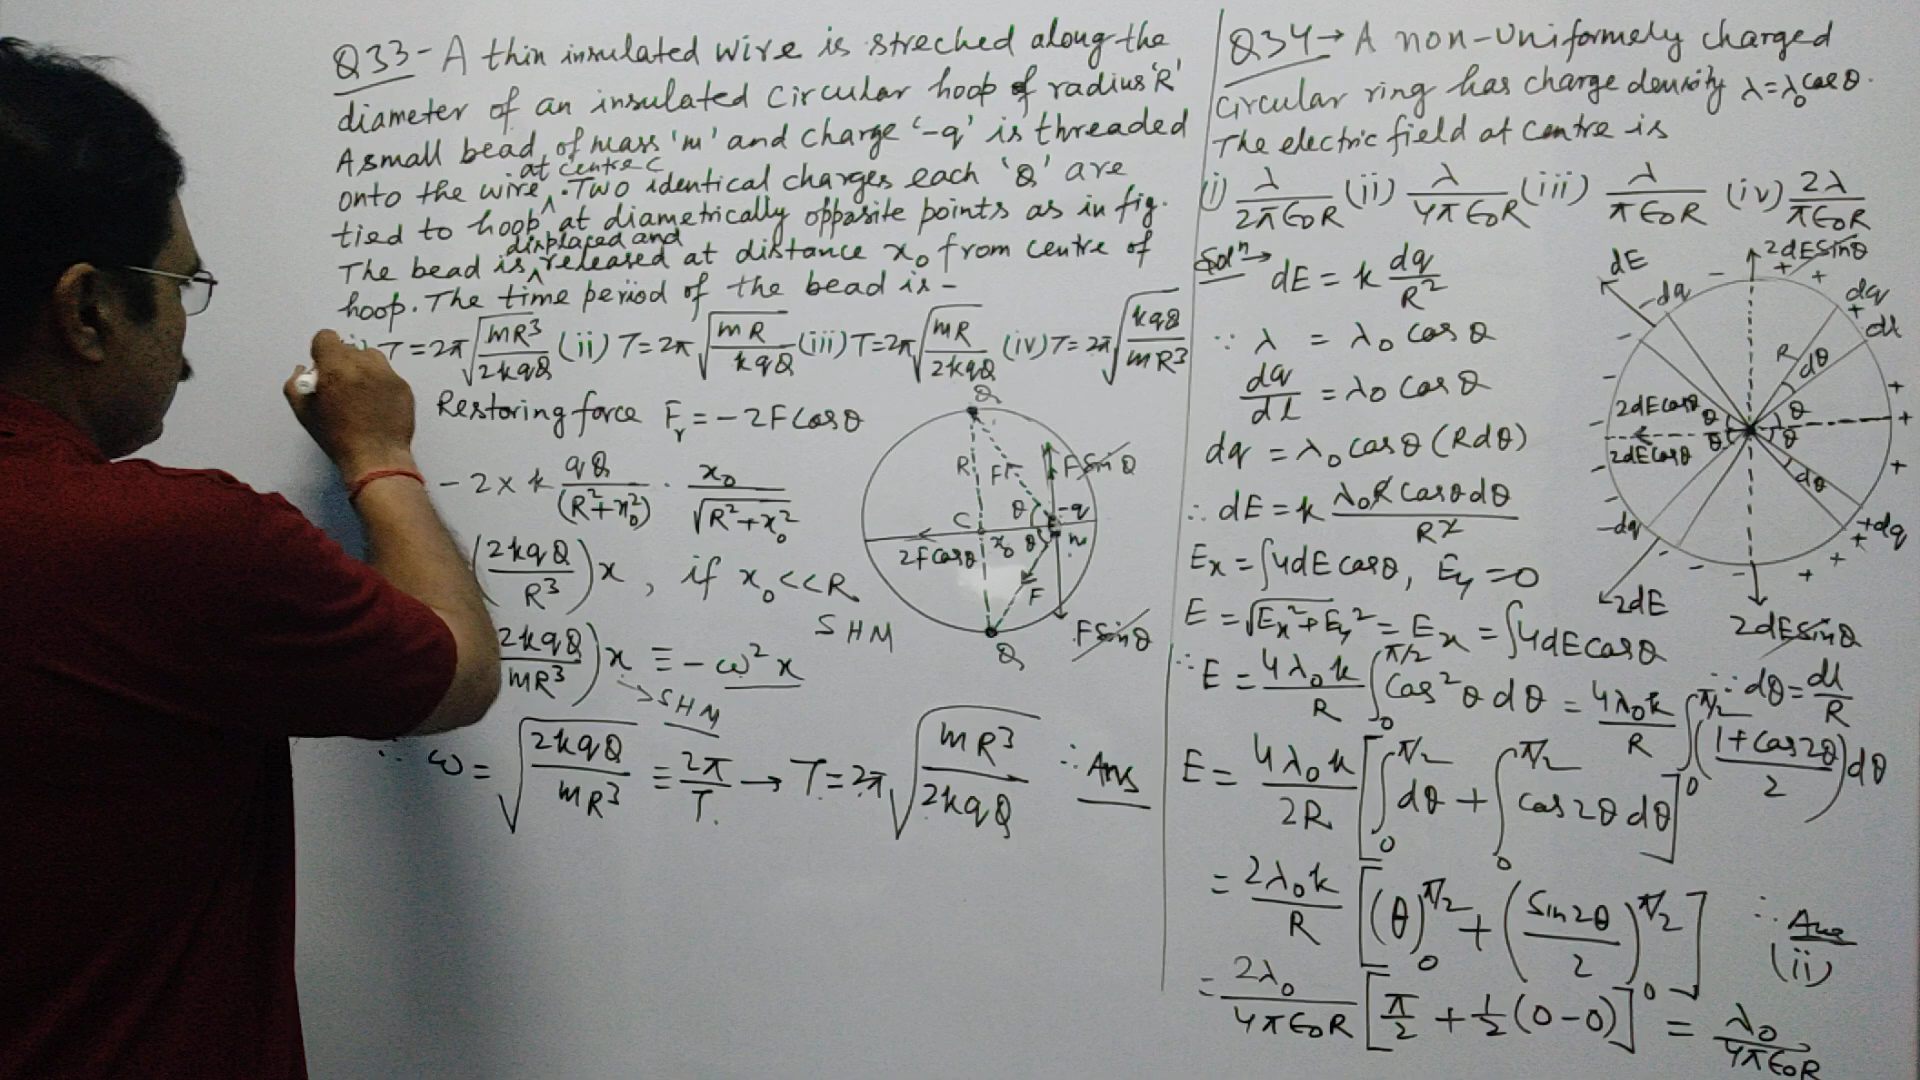 Q33 - A thin insulated wire is streched along the
diameter of an insulated circular hoop of radius 'R'
A small bead of mass 'm' and charge '-q' is threaded
at centre C
onto the wire. Two identical charges each 'Q' are
tied to hoop at diametrically opposite points as in fig.
displaced and
The bead is released at distance x₀ from centre of
hoop. The time period of the bead is -
T = 2π√(mR³/2kqQ) (ii) T = 2π√(mR/kqQ) (iii) T = 2π√(mR/2kqQ) (iv) T = 2π√(kqQ/mR³)
Restoring force F_r = - 2F Cosθ
- 2 × k qQ/(R²+x₀²) · x₀/√(R²+x₀²)
(2kqQ/R³) x , if x₀ << R
SHM
2kqQ/mR³) x ≡ - ω² x
→ SHM
∴ ω = √(2kqQ/mR³) ≡ 2π/T → T = 2π√(mR³/2kqQ) ∴ Ans
Q
R
F
F Sinθ
θ
-q
C
x₀
θ
m
2F cosθ
F
F Sinθ
Q
Q34 → A non-Uniformely charged
circular ring has charge density λ = λ₀ cosθ.
The electric field at centre is
(i) λ/2πϵ₀R (ii) λ/4πϵ₀R (iii) λ/πϵ₀R (iv) 2λ/πϵ₀R
Solⁿ → dE = k dq/R²
∵ λ = λ₀ cosθ
dq/dl = λ₀ cosθ
dq = λ₀ cosθ (Rdθ)
∴ dE = k λ₀R cosθ dθ/R²
Ex = ∫4dE cosθ, Ey = 0
E = √Ex² + Ey² = Ex = ∫4dE cosθ
∴ E = 4λ₀k/R ∫₀^π/2 Cos²θ dθ = 4λ₀k/R ∫₀^π/2 (1+cos2θ/2) dθ
∵ dθ = dl/R
E = 4λ₀k/2R [∫₀^π/2 dθ + ∫₀^π/2 cos2θ dθ]
= 2λ₀k/R [(θ)₀^π/2 + (Sin2θ/2)₀^π/2]
∴ Ans (ii)
= 2λ₀/4πϵ₀R [π/2 + 1/2 (0-0)] = λ₀/4πϵ₀R
dE
2dE Sinθ
-dq
dq
dl
R
dθ
2dE cosθ
θ
θ
2dE cosθ
θ
θ
dθ
-dq
+dq
2dE
2dE Sinθ